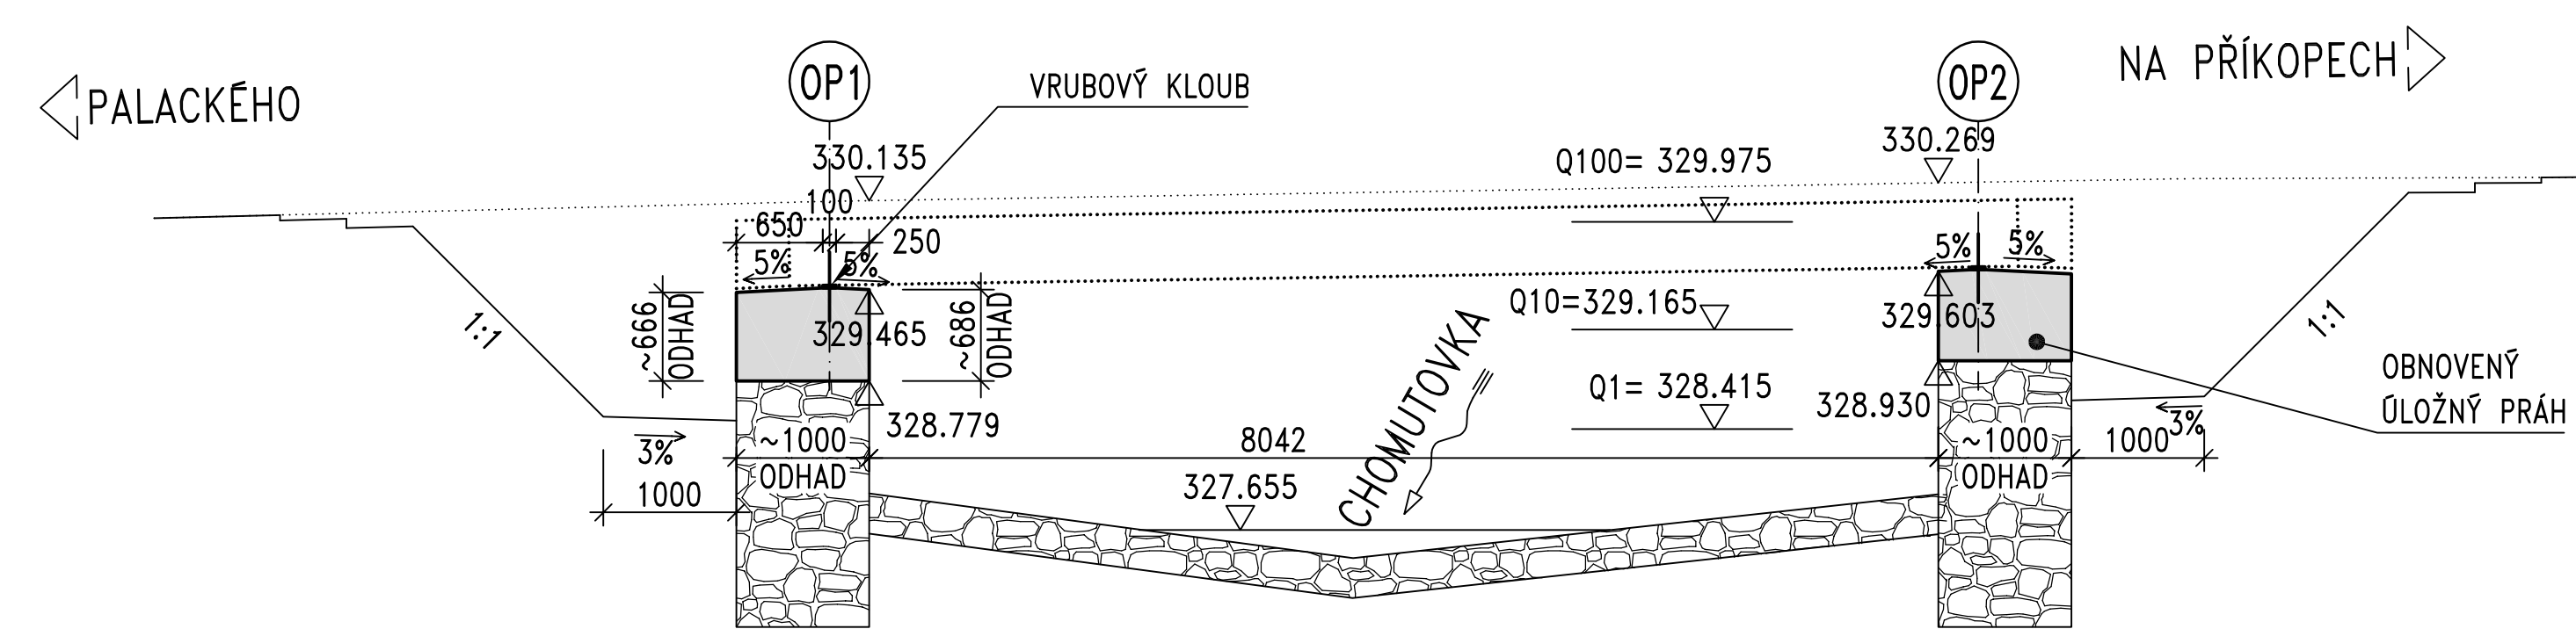 PALACKÉHO
OP1
VRUBOVÝ KLOUB
OP2
NA PŘÍKOPECH
330.135
Q100= 329.975
330.269
100
650
250
5%
5%
5%
5%
~666
ODHAD
329.465
~686
ODHAD
Q10=329.165
329.603
1:1
1:1
CHOMUTOVKA
OBNOVENÝ
ÚLOŽNÝ PRÁH
328.779
Q1= 328.415
328.930
3%
~1000
ODHAD
8042
~1000
ODHAD
1000
3%
1000
327.655